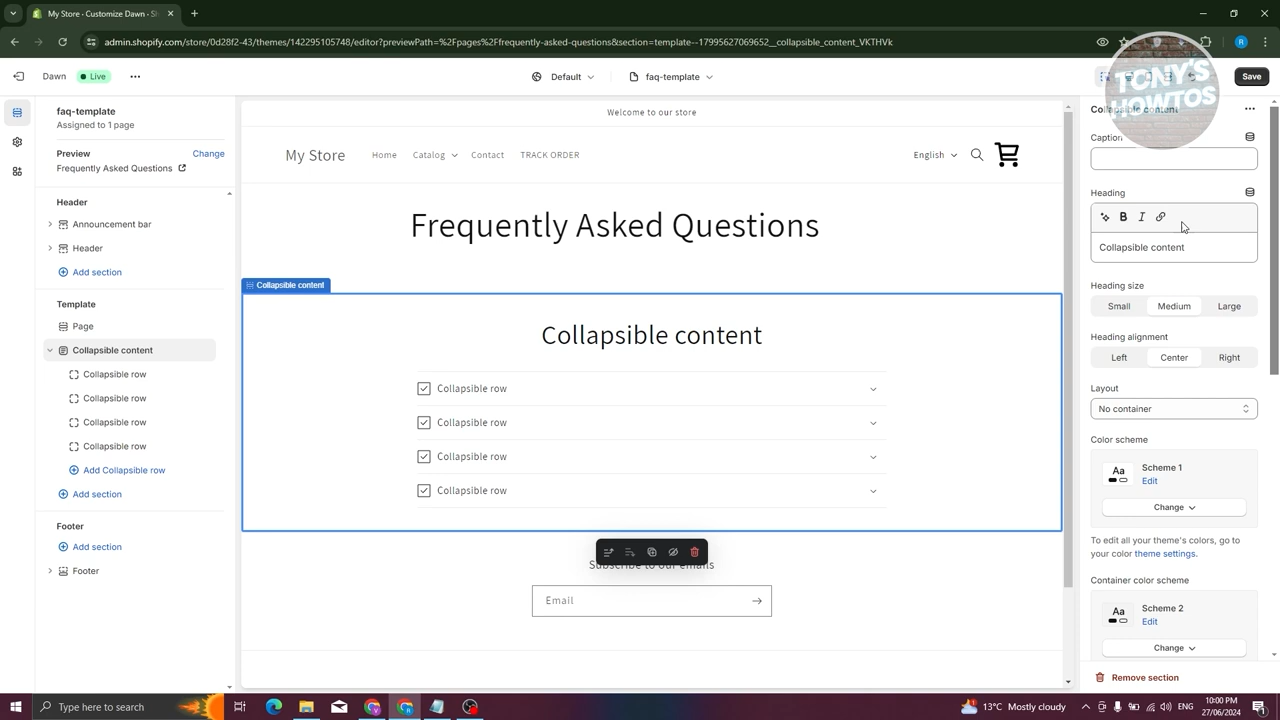 My Store · Customize Dawn · Sh
admin.shopify.com/store/0d28f2-43/themes/142295105748/editor?previewPath=%2Fpages%2Ffrequently-asked-questions&section=template--17995627069652__collapsible_content_VKTHVk
R
Dawn
Live
Default
faq-template
Save
faq-template
Assigned to 1 page
Preview
Change
Frequently Asked Questions
Header
Announcement bar
Header
Add section
Template
Page
Collapsible content
Collapsible row
Collapsible row
Collapsible row
Collapsible row
Add Collapsible row
Add section
Footer
Add section
Footer
Welcome to our store
My Store
Home
Catalog
Contact
TRACK ORDER
English
Frequently Asked Questions
Collapsible content
Collapsible content
Collapsible row
Collapsible row
Collapsible row
Collapsible row
Subscribe to our emails
Email
TONY'S
HOWTOS
Collapsible content
Caption
Heading
B I
Collapsible content
Heading size
Small Medium Large
Heading alignment
Left Center Right
Layout
No container
Color scheme
Aa
Scheme 1
Edit
Change
To edit all your theme's colors, go to
your color theme settings.
Container color scheme
Aa
Scheme 2
Edit
Change
Remove section
Type here to search
13°C Mostly cloudy
ENG
10:00 PM
27/06/2024